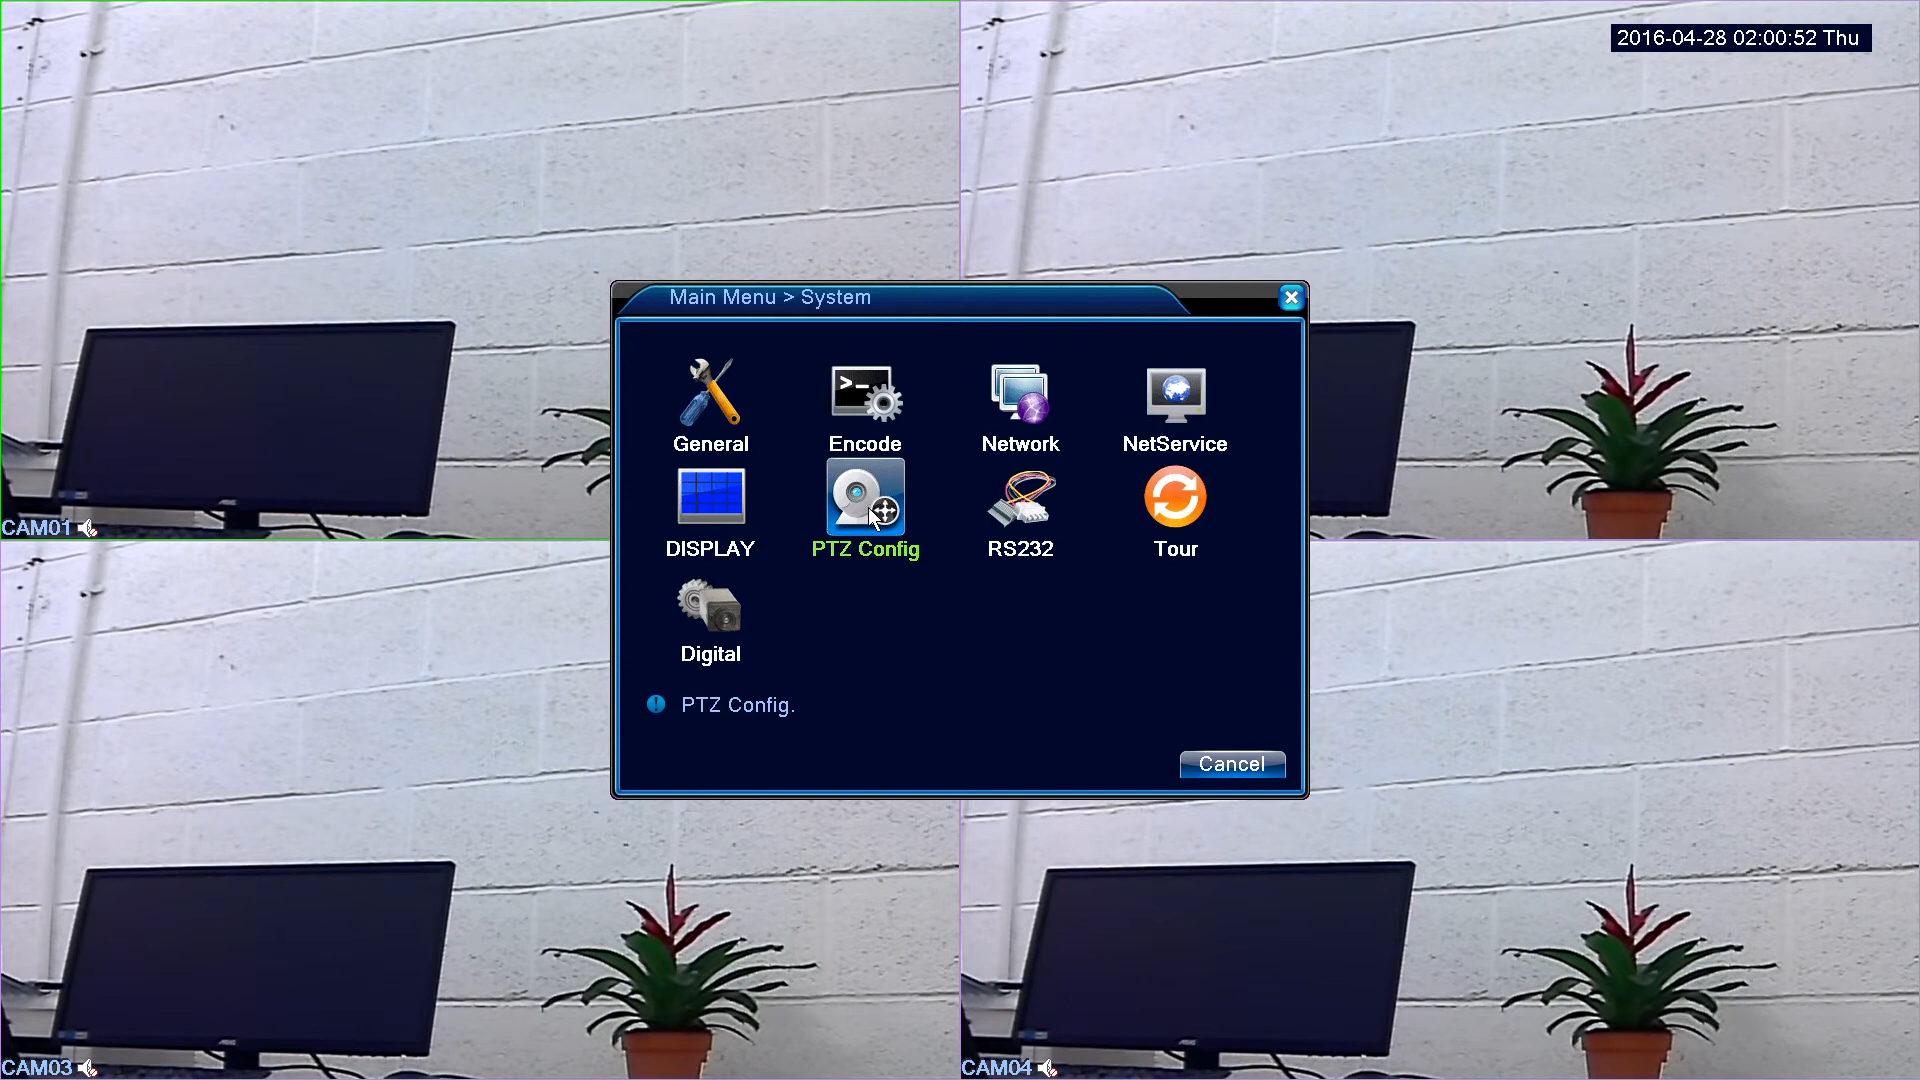 2016-04-28 02:00:52 Thu
Main Menu > System
General
Encode
Network
NetService
DISPLAY
PTZ Config
RS232
Tour
Digital
PTZ Config.
Cancel
CAM01
CAM03
CAM04